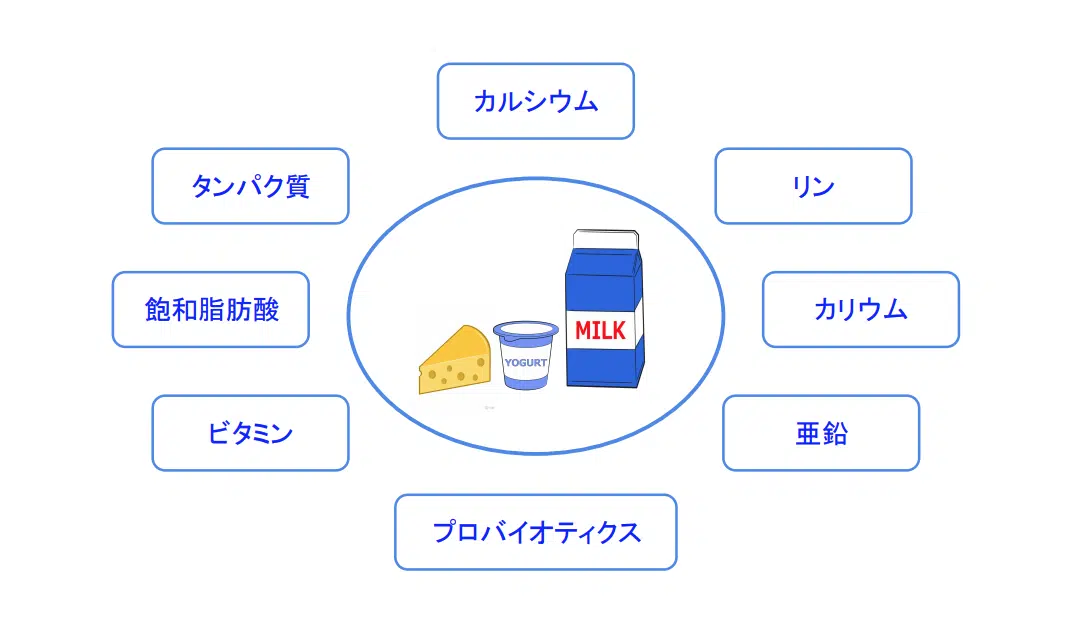 カルシウム
タンパク質
リン
飽和脂肪酸
カリウム
MILK
YOGURT
ビタミン
亜鉛
プロバイオティクス